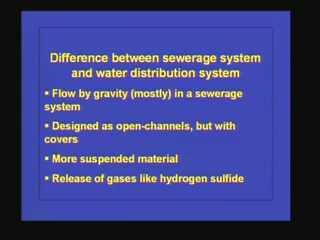 Difference between sewerage system
and water distribution system
▪ Flow by gravity (mostly) in a sewerage
system
▪ Designed as open-channels, but with
covers
▪ More suspended material
▪ Release of gases like hydrogen sulfide